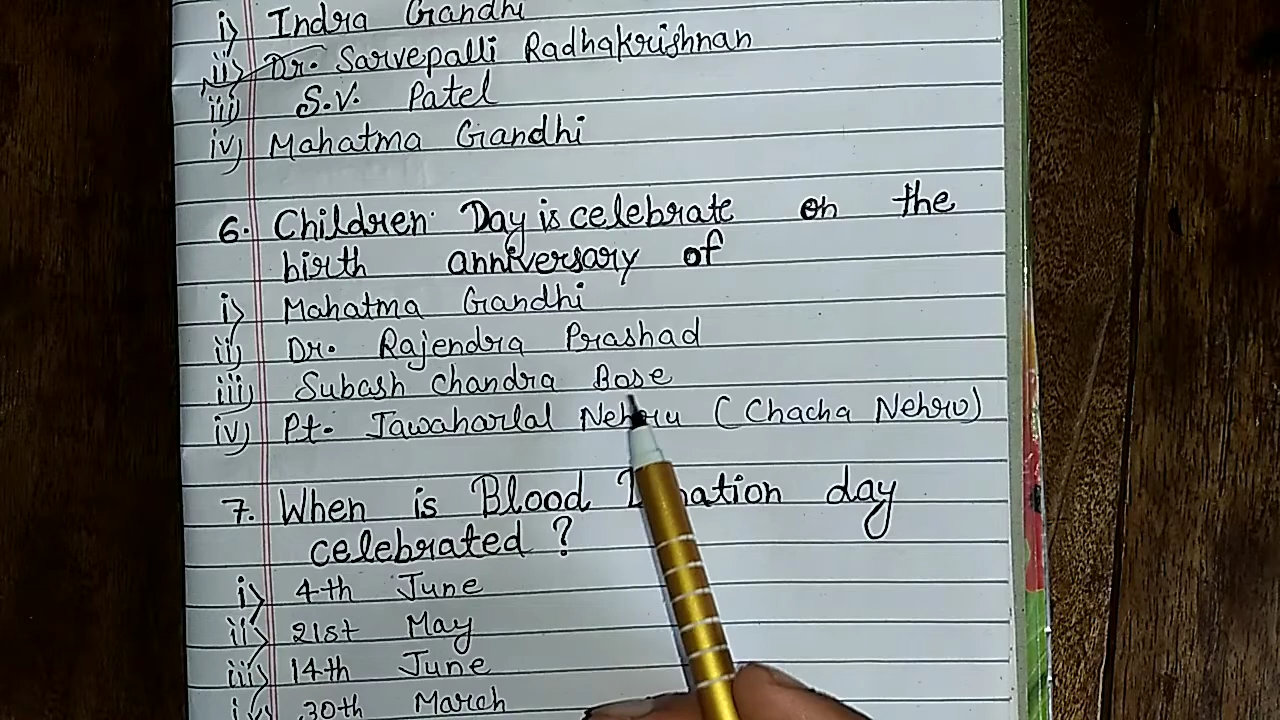 i) Indra Gandhi
ii) Dr. Sarvepalli Radhakrishnan
iii) S.V. Patel
iv) Mahatma Gandhi
6. Children Day is celebrate on the
birth anniversary of
i) Mahatma Gandhi
ii) Dr. Rajendra Prashad
iii) Subash Chandra Bose
iv) Pt. Jawaharlal Nehru (Chacha Nehru)
7. When is Blood day
celebrated ?
i) 4th June
ii) 21st May
iii) 14th June
iv) 30th March